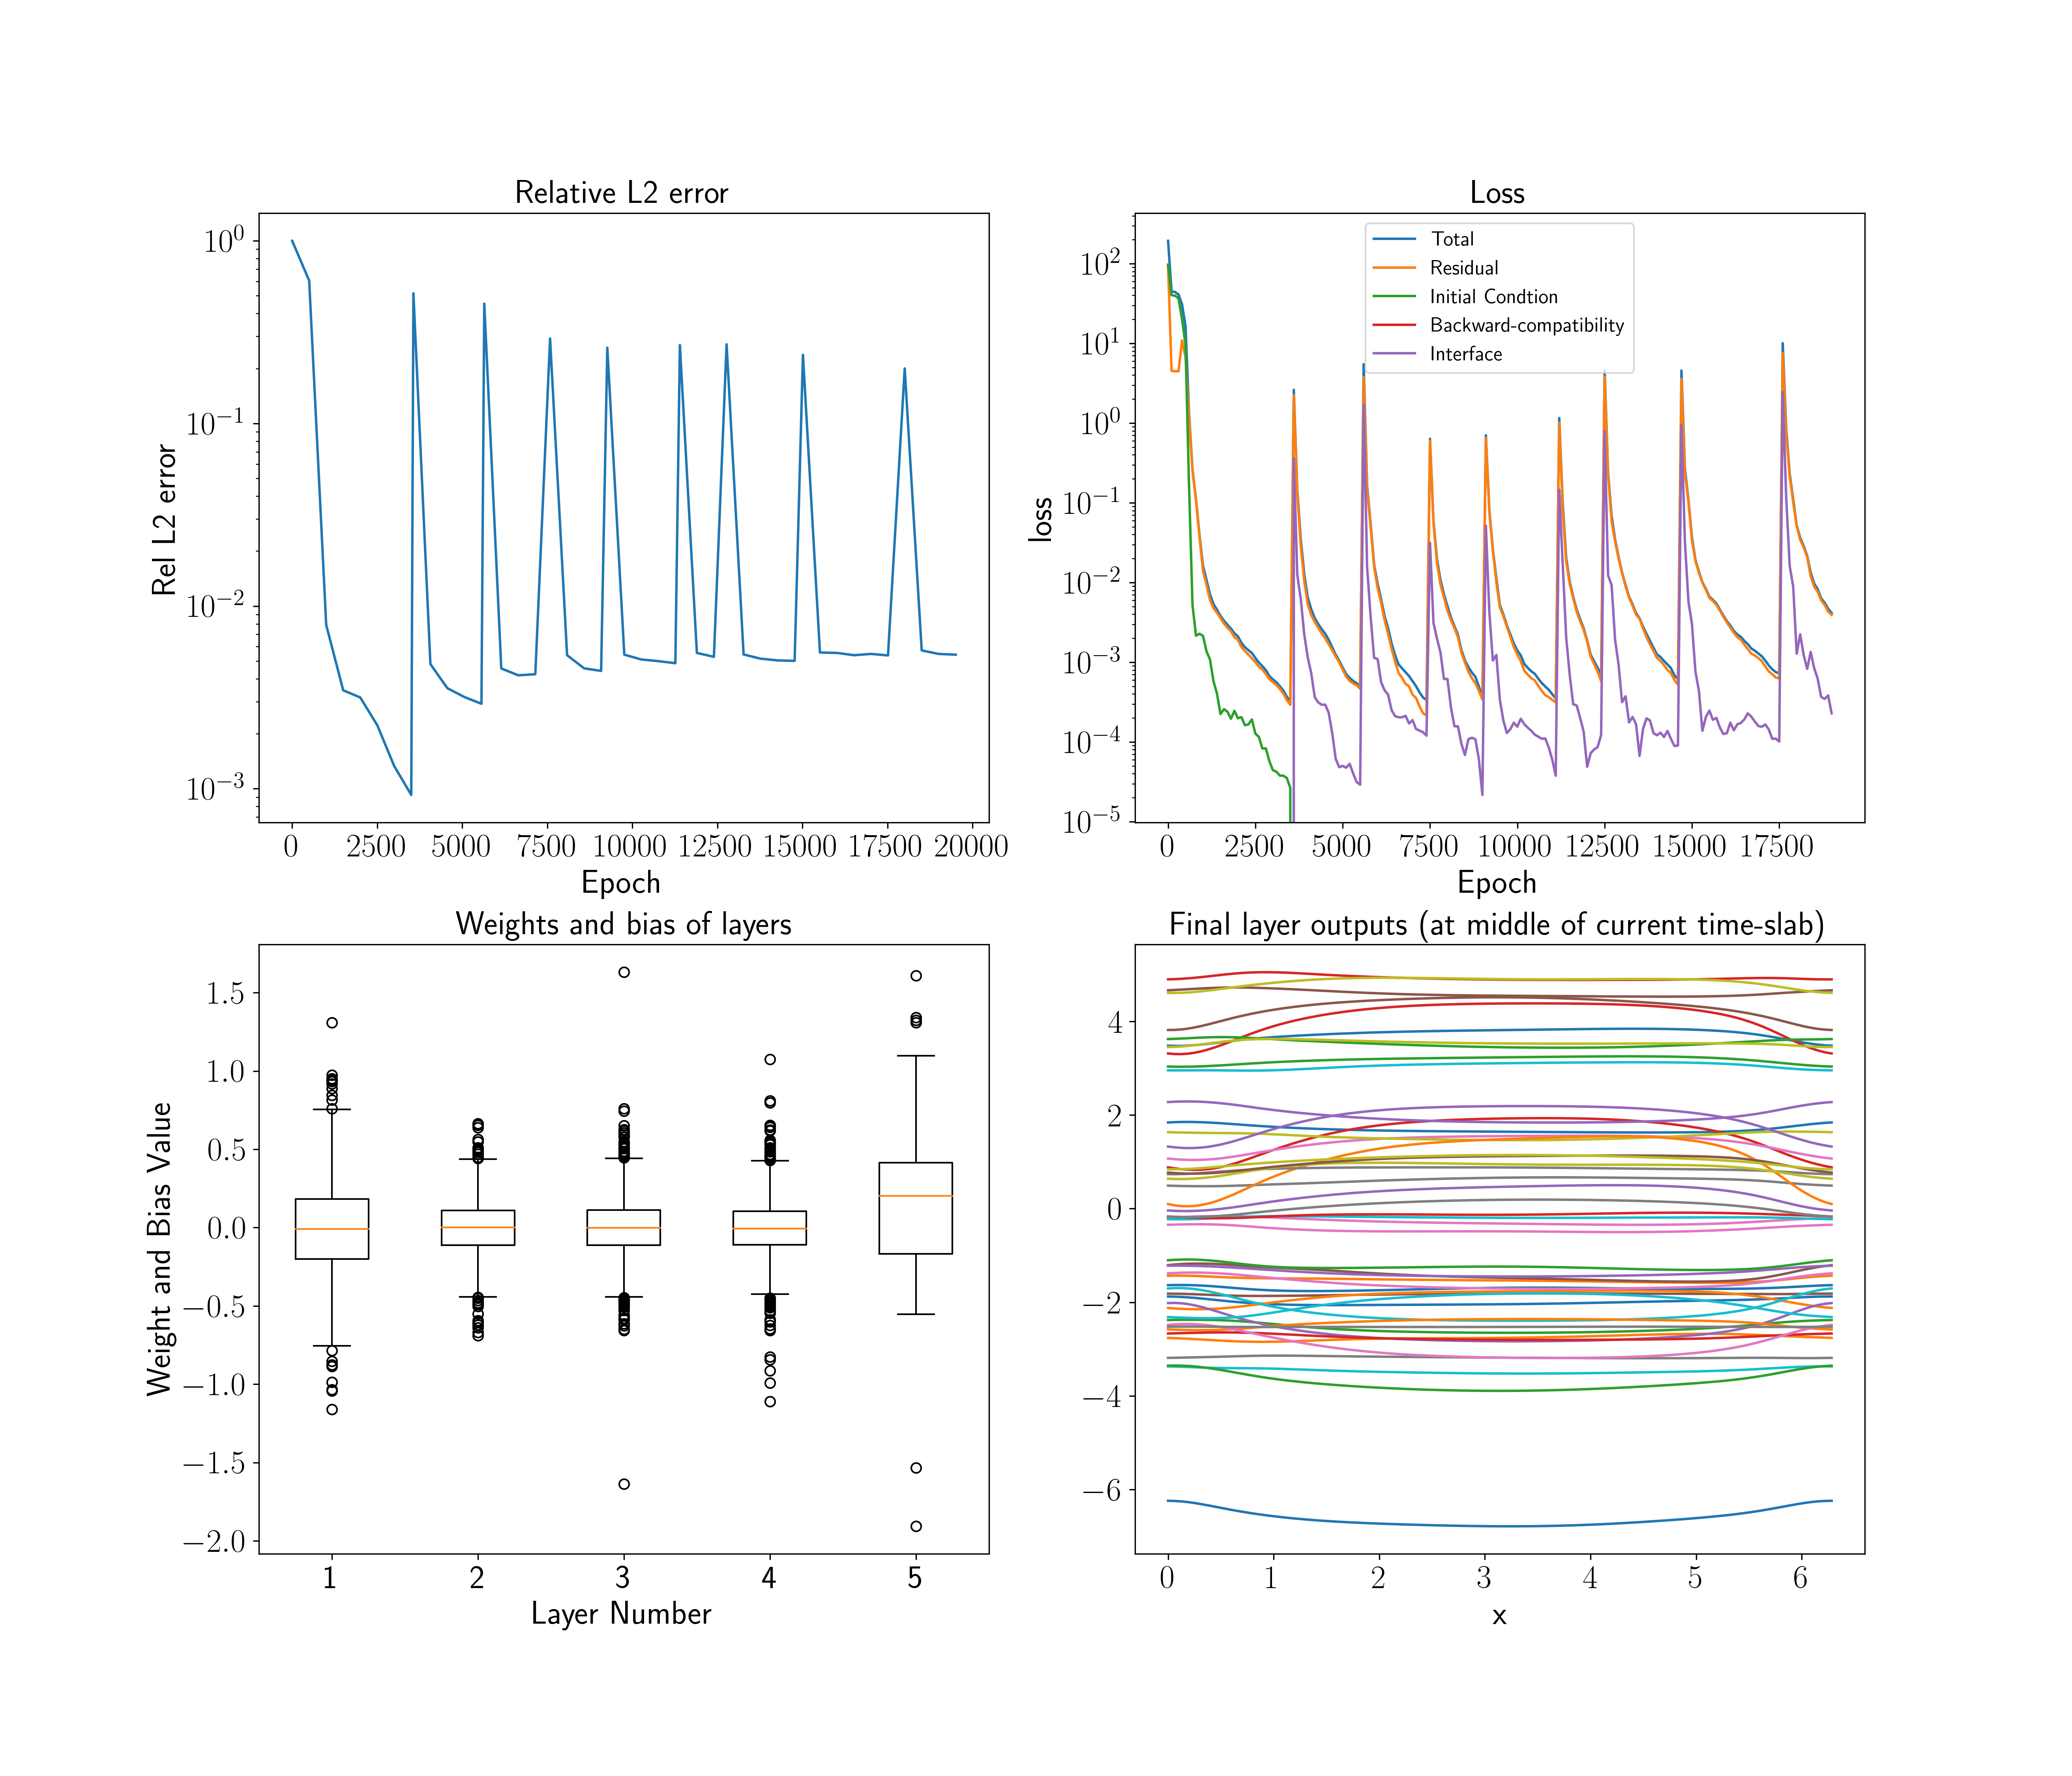 Relative L2 error
Rel L2 error
10^0
10^−1
10^−2
10^−3
0 2500 5000 7500 10000 12500 15000 17500 20000
Epoch
Loss
loss
10^2
10^1
10^0
10^−1
10^−2
10^−3
10^−4
10^−5
Total
Residual
Initial Condtion
Backward-compatibility
Interface
0 2500 5000 7500 10000 12500 15000 17500
Epoch
Weights and bias of layers
Weight and Bias Value
1.5
1.0
0.5
0.0
−0.5
−1.0
−1.5
−2.0
1 2 3 4 5
Layer Number
Final layer outputs (at middle of current time-slab)
4
2
0
−2
−4
−6
0 1 2 3 4 5 6
x